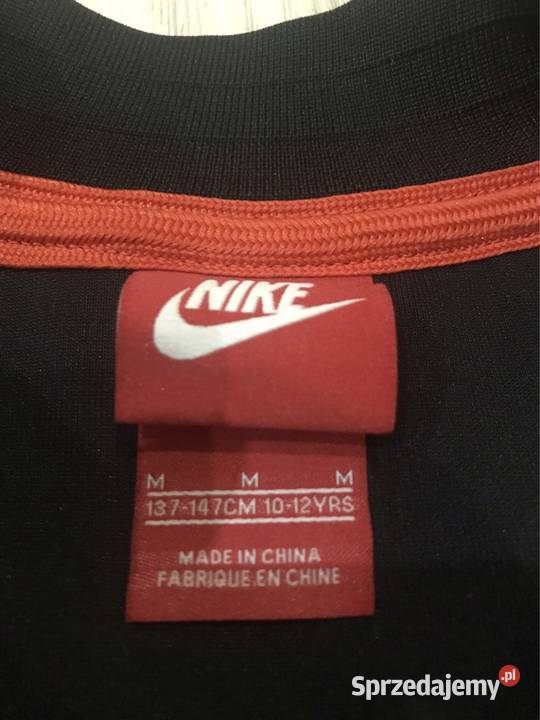 NIKE
M M M
137-147CM 10-12YRS
MADE IN CHINA
FABRIQUE EN CHINE
Sprzedajemy.pl